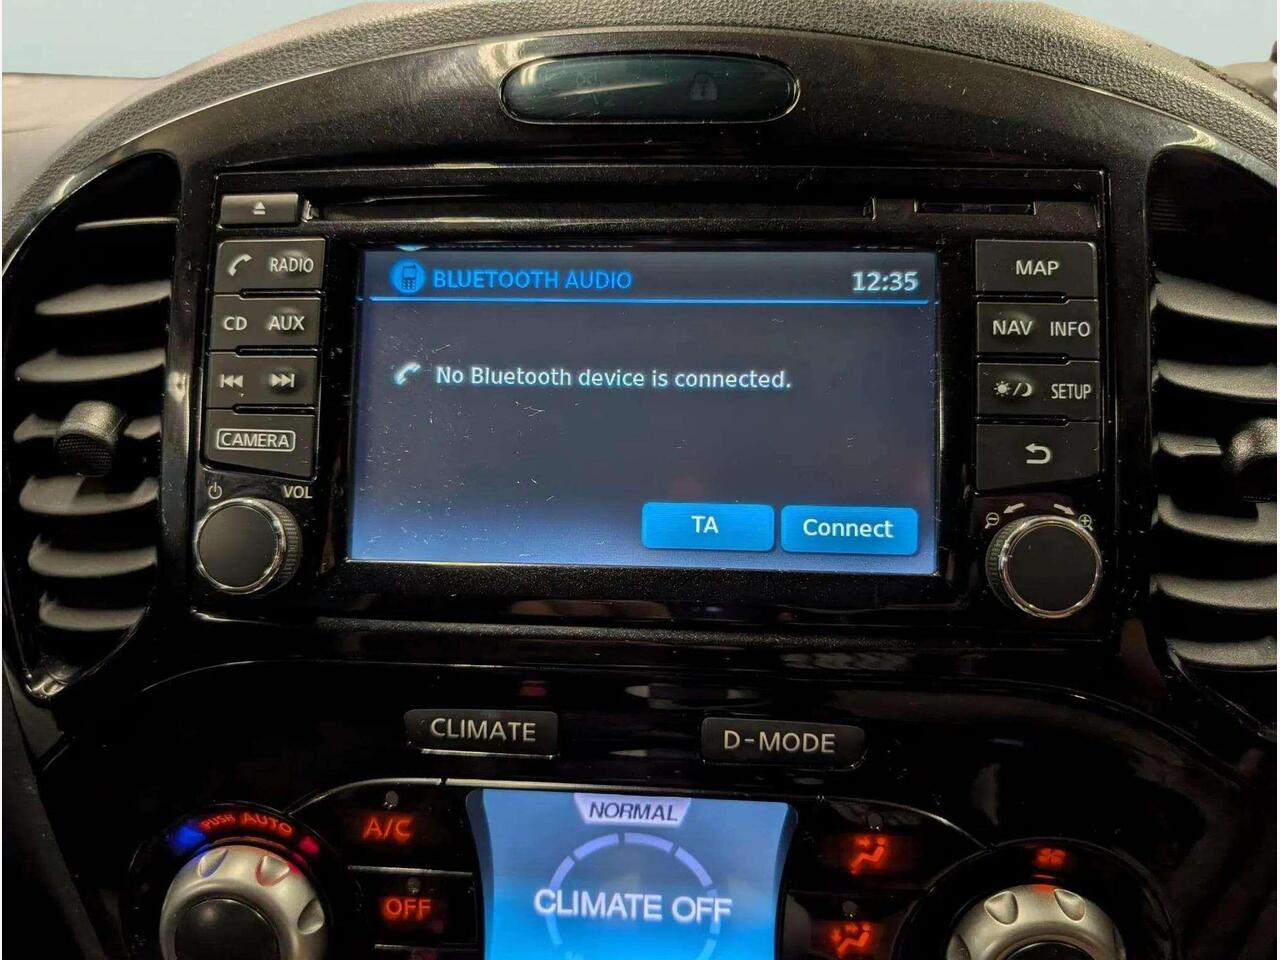 BLUETOOTH AUDIO 12:35
No Bluetooth device is connected.
TA Connect
RADIO
CD AUX
CAMERA
VOL
MAP
NAV INFO
SETUP
CLIMATE D-MODE
PUSH AUTO
A/C
OFF
NORMAL
CLIMATE OFF